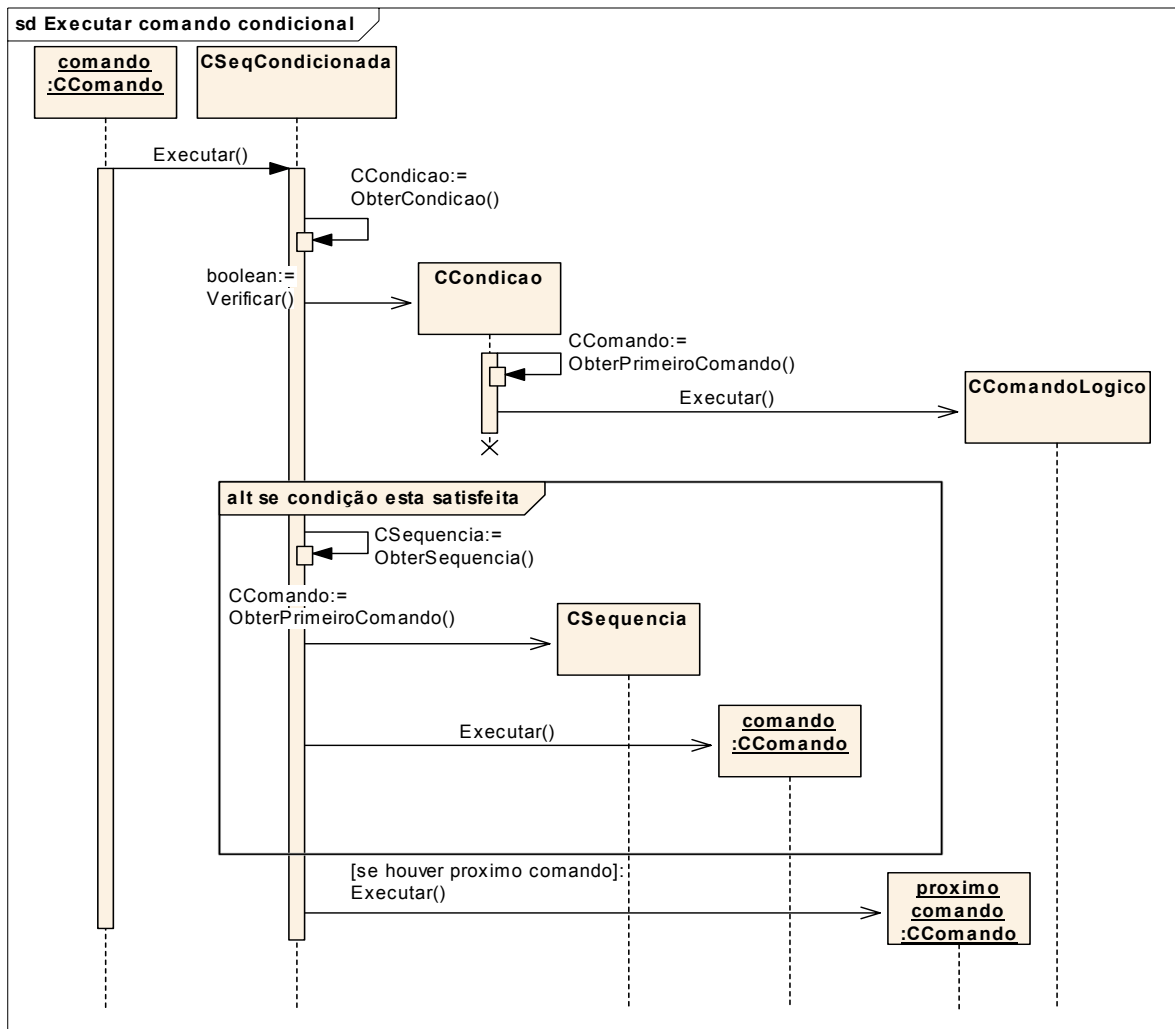 sd Executar comando condicional
comando
:CComando
CSeqCondicionada
Executar()
CCondicao:=
ObterCondicao()
boolean:=
Verificar()
CCondicao
CComando:=
ObterPrimeiroComando()
Executar()
CComandoLogico
alt se condição esta satisfeita
CSequencia:=
ObterSequencia()
CComando:=
ObterPrimeiroComando()
CSequencia
Executar()
comando
:CComando
[se houver proximo comando]:
Executar()
proximo
comando
:CComando